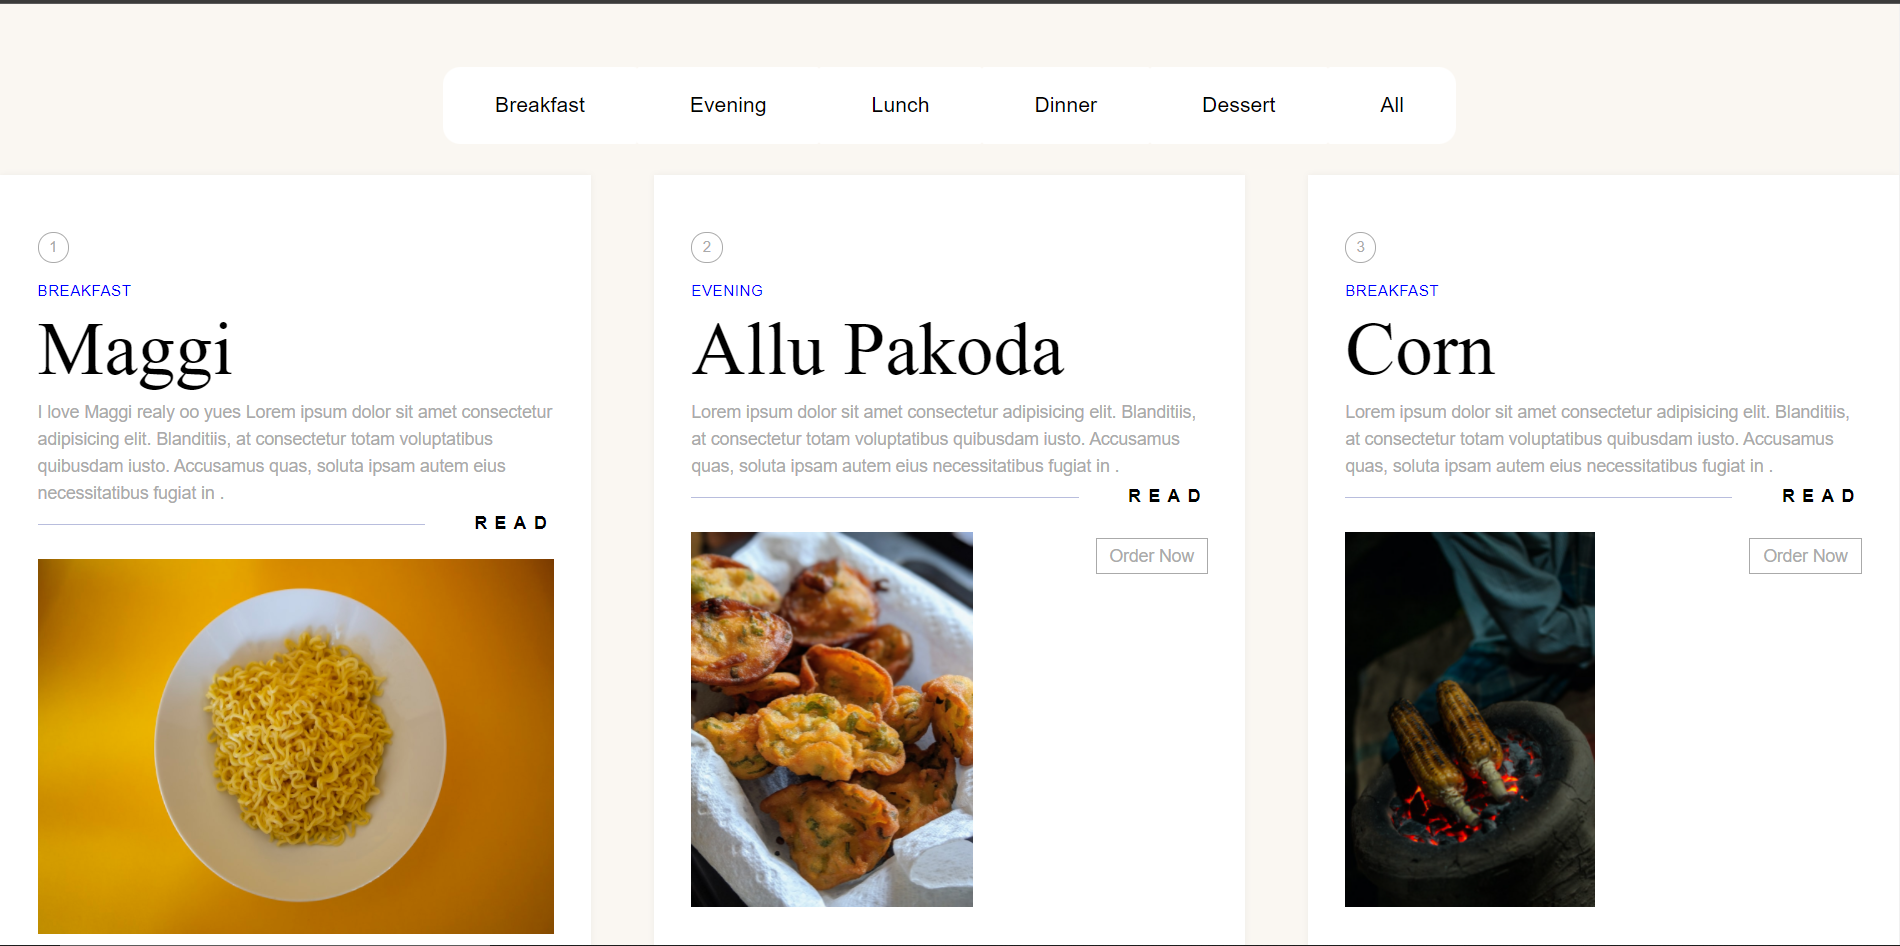 Breakfast Evening Lunch Dinner Dessert All
1
BREAKFAST
Maggi
I love Maggi realy oo yues Lorem ipsum dolor sit amet consectetur
adipisicing elit. Blanditiis, at consectetur totam voluptatibus
quibusdam iusto. Accusamus quas, soluta ipsam autem eius
necessitatibus fugiat in .
READ
2
EVENING
Allu Pakoda
Lorem ipsum dolor sit amet consectetur adipisicing elit. Blanditiis,
at consectetur totam voluptatibus quibusdam iusto. Accusamus
quas, soluta ipsam autem eius necessitatibus fugiat in .
READ
Order Now
3
BREAKFAST
Corn
Lorem ipsum dolor sit amet consectetur adipisicing elit. Blanditiis,
at consectetur totam voluptatibus quibusdam iusto. Accusamus
quas, soluta ipsam autem eius necessitatibus fugiat in .
READ
Order Now